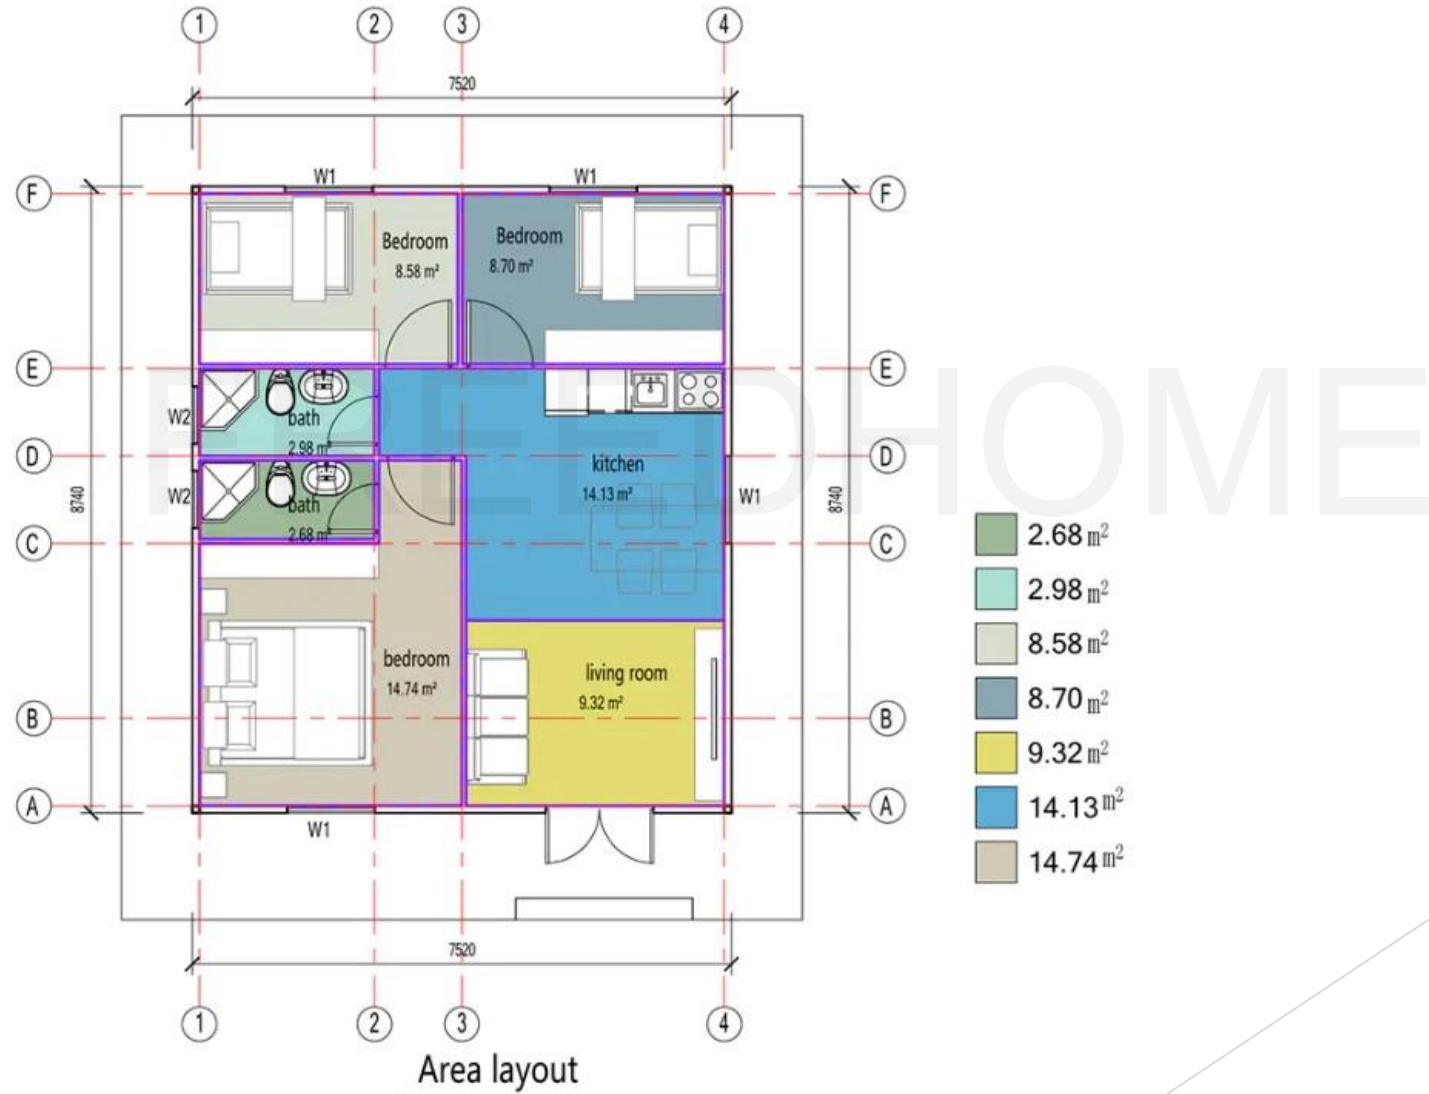 1 2 3 4
7520
W1 W1
F F
Bedroom Bedroom
8.58 m² 8.70 m²
E E
FREEDHOME
W2 bath
2.98 m²
D D
kitchen
14.13 m²
8740 W2 bath W1 8740
2.68 m²
C C
bedroom living room
14.74 m² 9.32 m²
B B
A A
W1
7520
1 2 3 4
Area layout
2.68 m²
2.98 m²
8.58 m²
8.70 m²
9.32 m²
14.13 m²
14.74 m²